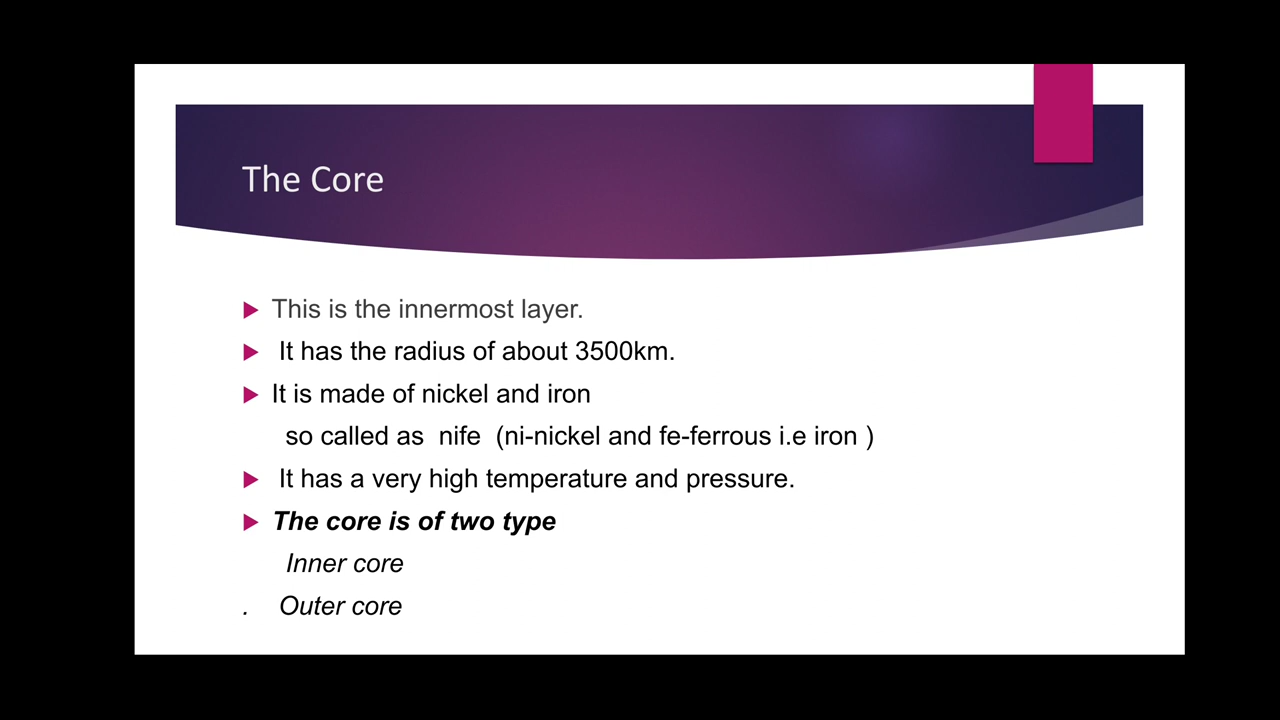 The Core
This is the innermost layer.
It has the radius of about 3500km.
It is made of nickel and iron
so called as nife (ni-nickel and fe-ferrous i.e iron )
It has a very high temperature and pressure.
The core is of two type
Inner core
. Outer core